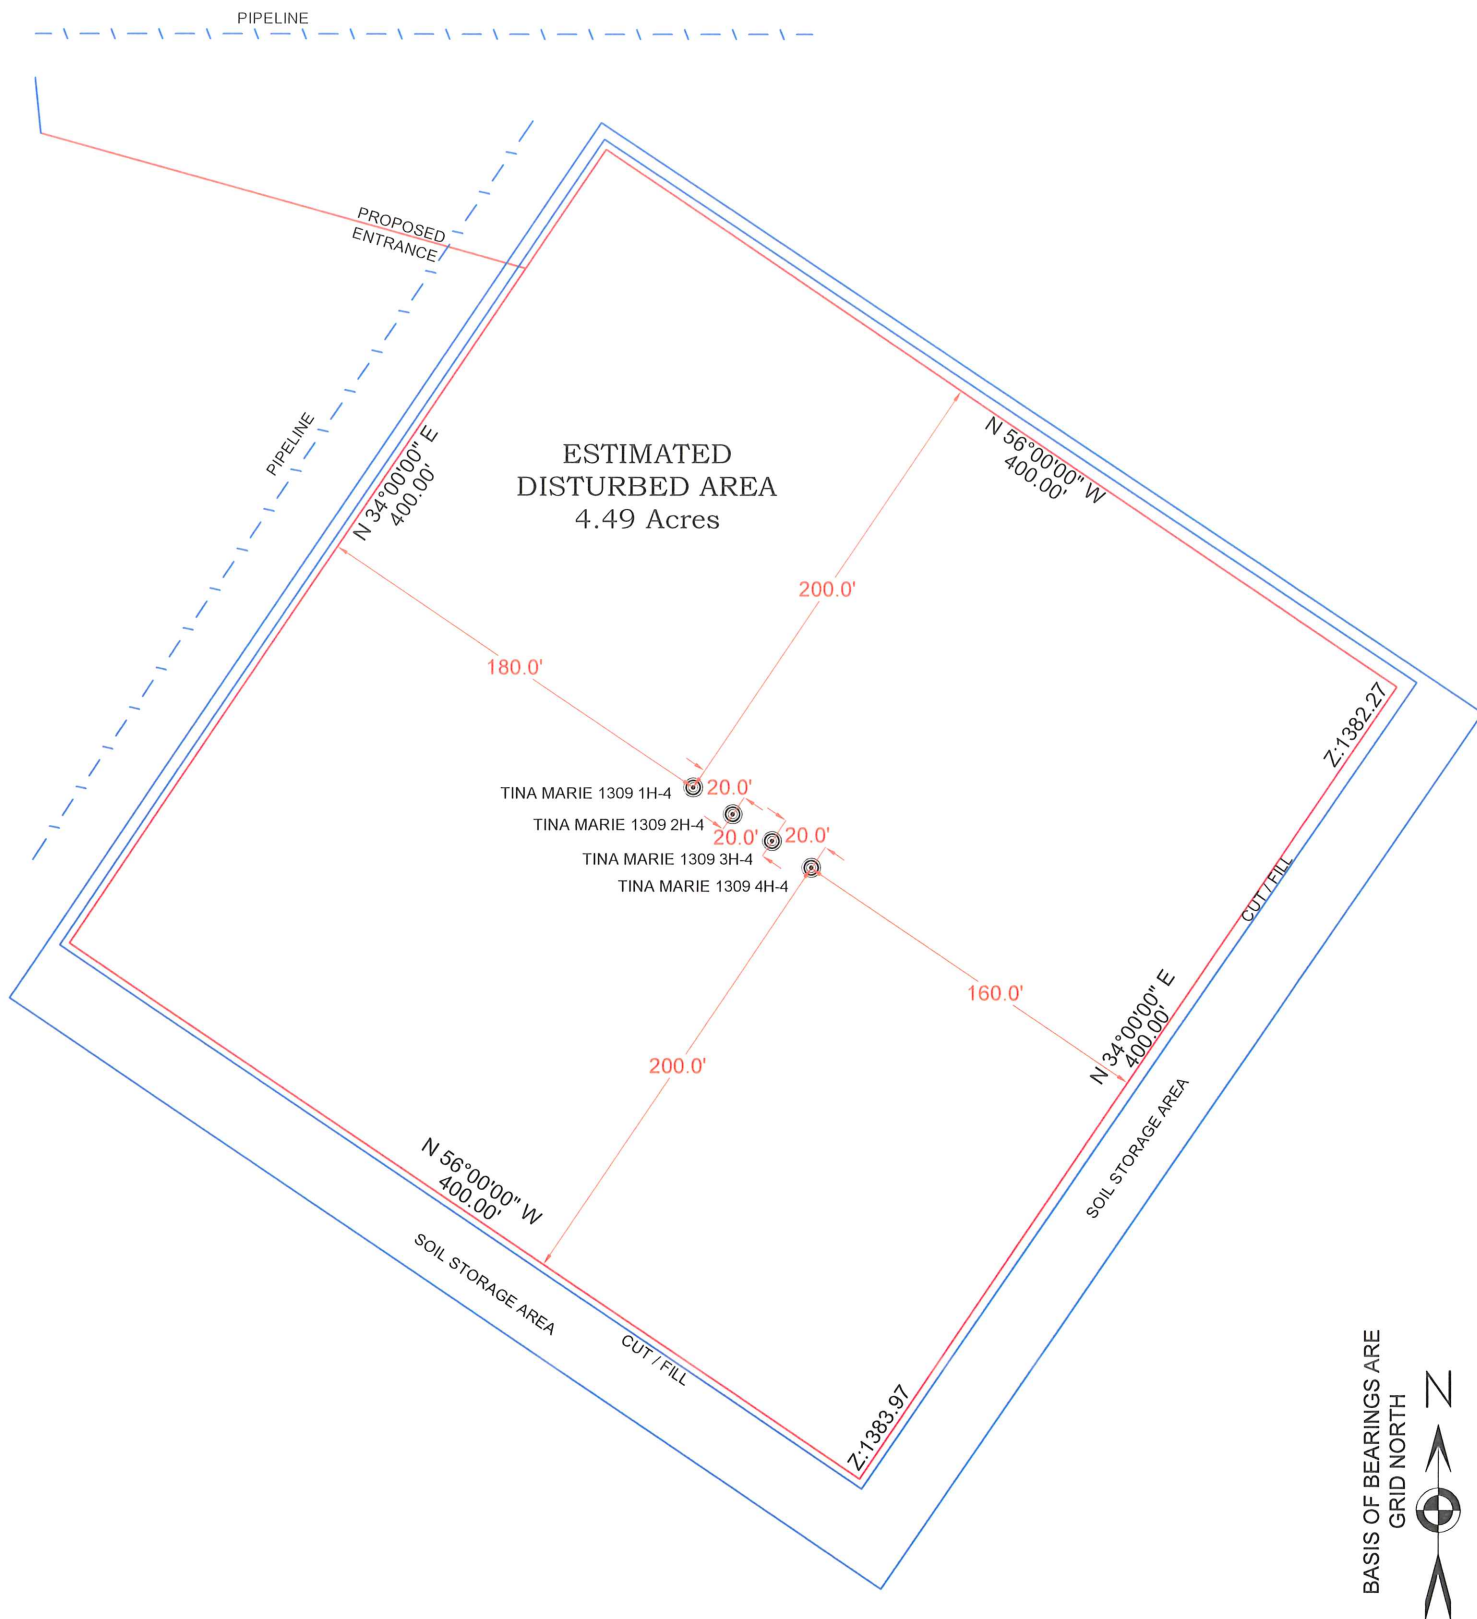 PIPELINE
PROPOSED
ENTRANCE
PIPELINE
N 34°00'00" E
400.00'
ESTIMATED
DISTURBED AREA
4.49 Acres
N 56°00'00" W
400.00'
200.0'
180.0'
Z:1382.27
TINA MARIE 1309 1H-4
20.0'
TINA MARIE 1309 2H-4
20.0'
20.0'
TINA MARIE 1309 3H-4
TINA MARIE 1309 4H-4
CUT / FILL
160.0'
N 34°00'00" E
400.00'
200.0'
SOIL STORAGE AREA
N 56°00'00" W
400.00'
SOIL STORAGE AREA
CUT / FILL
Z:1383.97
BASIS OF BEARINGS ARE
GRID NORTH
N